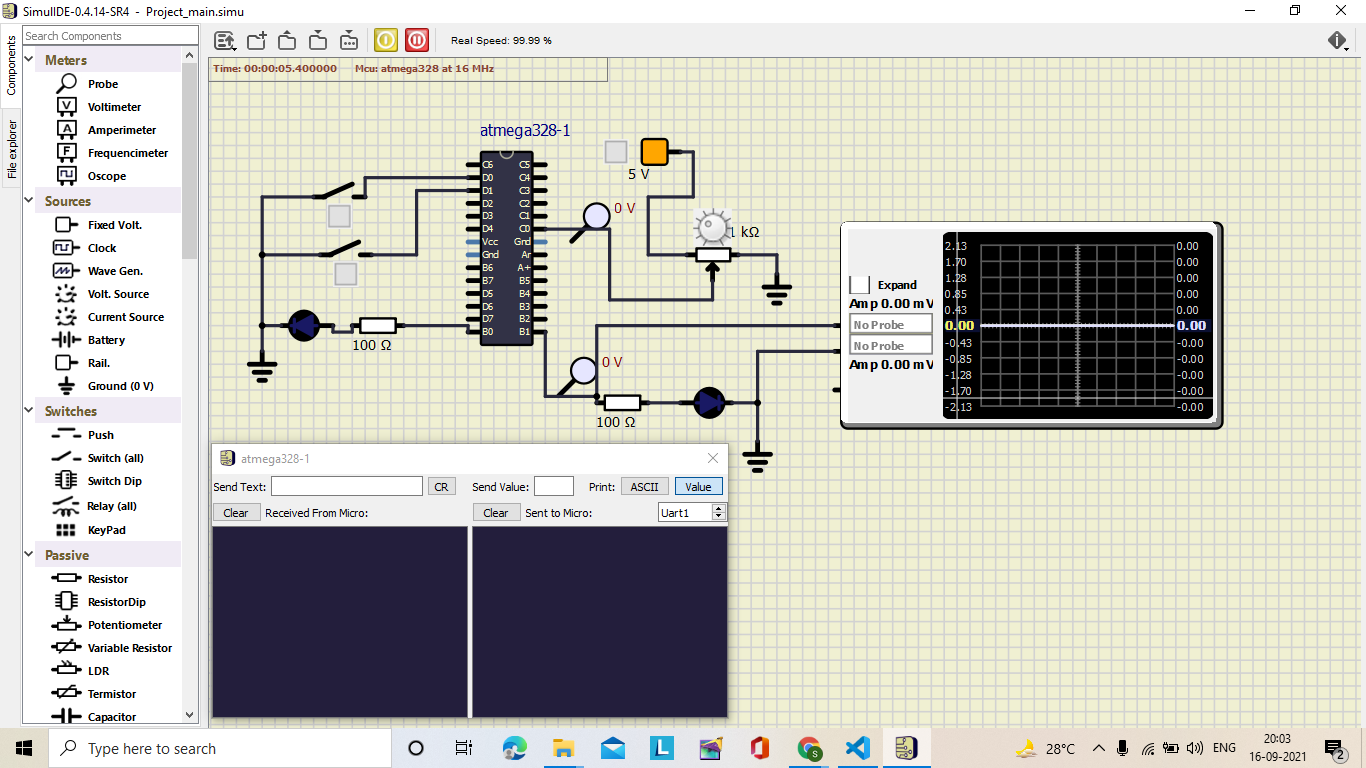 SimulIDE-0.4.14-SR4 - Project_main.simu
Components
File explorer
Search Components
Meters
Probe
Voltimeter
Amperimeter
Frequencimeter
Oscope
Sources
Fixed Volt.
Clock
Wave Gen.
Volt. Source
Current Source
Battery
Rail.
Ground (0 V)
Switches
Push
Switch (all)
Switch Dip
Relay (all)
KeyPad
Passive
Resistor
ResistorDip
Potentiometer
Variable Resistor
LDR
Termistor
Capacitor
Real Speed: 99.99 %
Time: 00:00:05.400000 Mcu: atmega328 at 16 MHz
atmega328-1
C6 C5
D0 C4
D1 C3
D2 C2
D3 C1
D4 C0
Vcc Gnd
Gnd Ar
B6 A+
B7 B5
D5 B4
D6 B3
D7 B2
B0 B1
5 V
0 V
1 kΩ
100 Ω
0 V
100 Ω
Expand
Amp 0.00 mV
No Probe
No Probe
Amp 0.00 mV
2.13 0.00
1.70 0.00
1.28 0.00
0.85 0.00
0.43 0.00
0.00 0.00
-0.43 -0.00
-0.85 -0.00
-1.28 -0.00
-1.70 -0.00
-2.13 -0.00
atmega328-1
Send Text: CR Send Value: Print: ASCII Value
Clear Received From Micro: Clear Sent to Micro: Uart1
Type here to search
28°C ENG
20:03
16-09-2021
2